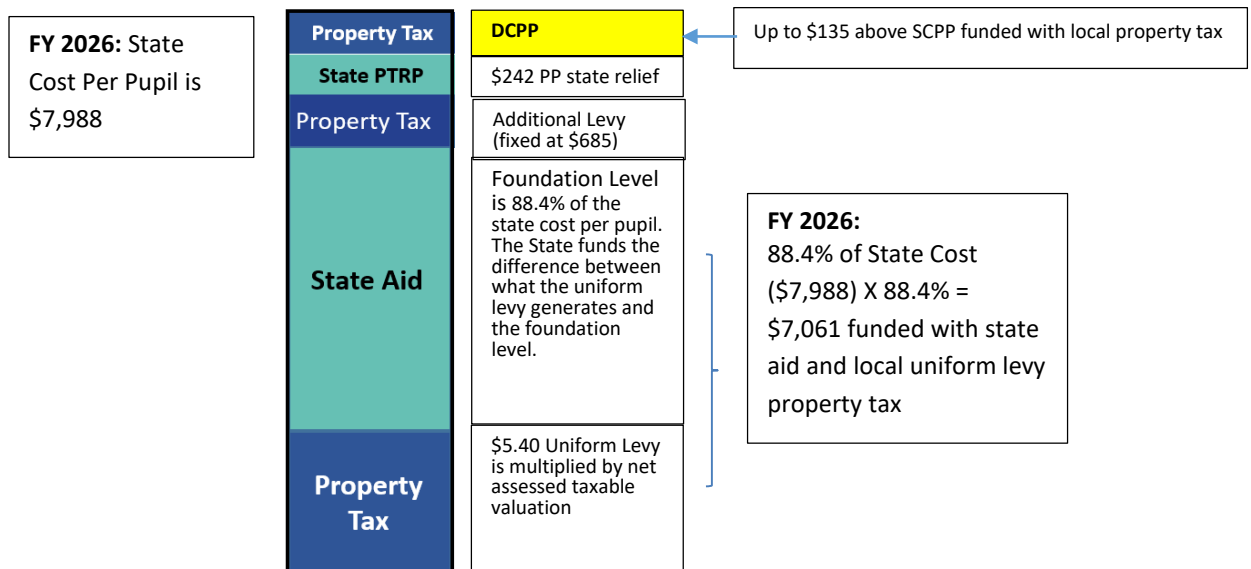 FY 2026: State
Cost Per Pupil is
$7,988
Property Tax
DCPP
Up to $135 above SCPP funded with local property tax
State PTRP
$242 PP state relief
Property Tax
Additional Levy
(fixed at $685)
State Aid
Foundation Level
is 88.4% of the
state cost per pupil.
The State funds the
difference between
what the uniform
levy generates and
the foundation
level.
FY 2026:
88.4% of State Cost
($7,988) X 88.4% =
$7,061 funded with state
aid and local uniform levy
property tax
Property
Tax
$5.40 Uniform Levy
is multiplied by net
assessed taxable
valuation